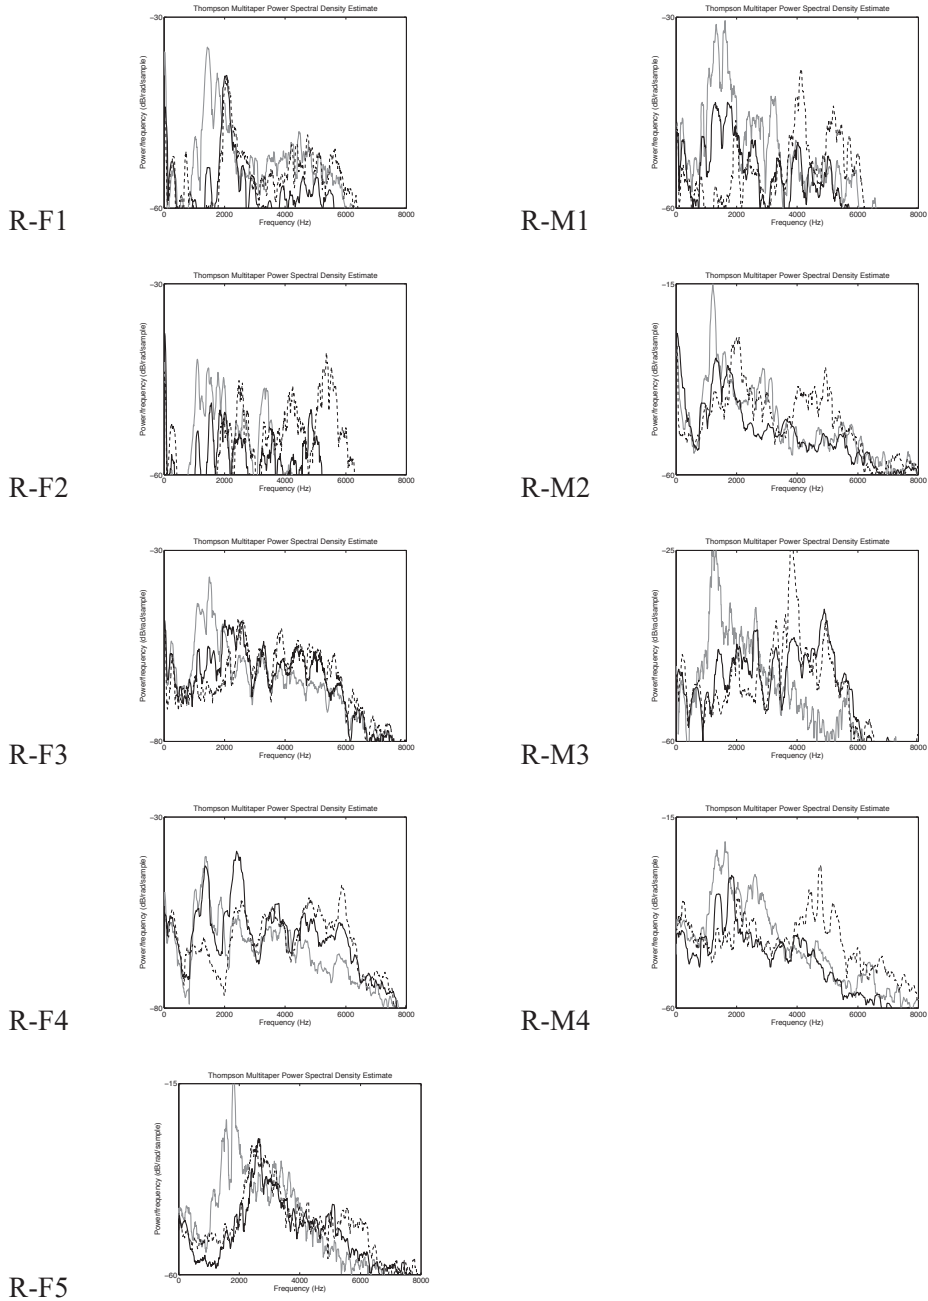 Thompson Multitaper Power Spectral Density Estimate
−30
Power/frequency (dB/rad/sample)
−60
0 2000 4000 6000 8000
Frequency (Hz)
R-F1
Thompson Multitaper Power Spectral Density Estimate
−30
Power/frequency (dB/rad/sample)
−60
0 2000 4000 6000 8000
Frequency (Hz)
R-M1
Thompson Multitaper Power Spectral Density Estimate
−30
Power/frequency (dB/rad/sample)
−60
0 2000 4000 6000 8000
Frequency (Hz)
R-F2
Thompson Multitaper Power Spectral Density Estimate
−15
Power/frequency (dB/rad/sample)
−60
0 2000 4000 6000 8000
Frequency (Hz)
R-M2
Thompson Multitaper Power Spectral Density Estimate
−30
Power/frequency (dB/rad/sample)
−80
0 2000 4000 6000 8000
Frequency (Hz)
R-F3
Thompson Multitaper Power Spectral Density Estimate
−25
Power/frequency (dB/rad/sample)
−60
0 2000 4000 6000 8000
Frequency (Hz)
R-M3
Thompson Multitaper Power Spectral Density Estimate
−30
Power/frequency (dB/rad/sample)
−80
0 2000 4000 6000 8000
Frequency (Hz)
R-F4
Thompson Multitaper Power Spectral Density Estimate
−15
Power/frequency (dB/rad/sample)
−60
0 2000 4000 6000 8000
Frequency (Hz)
R-M4
Thompson Multitaper Power Spectral Density Estimate
−15
Power/frequency (dB/rad/sample)
−60
0 2000 4000 6000 8000
Frequency (Hz)
R-F5